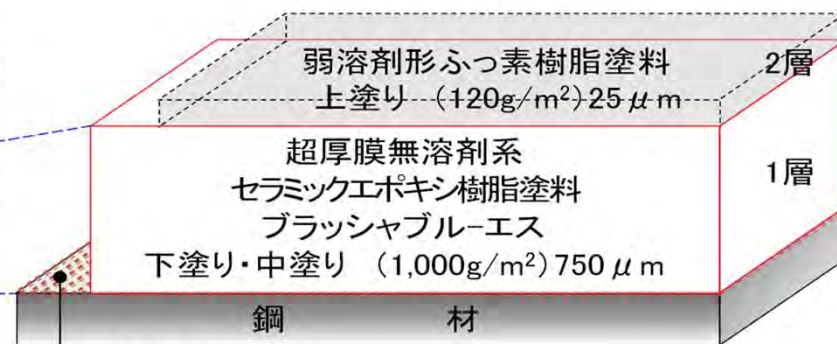 弱溶剤形ふっ素樹脂塗料
2層
上塗り (120g/m²)25μm
超厚膜無溶剤系
セラミックエポキシ樹脂塗料
1層
ブラッシャブル-エス
下塗り・中塗り (1,000g/m²)750μm
鋼 材